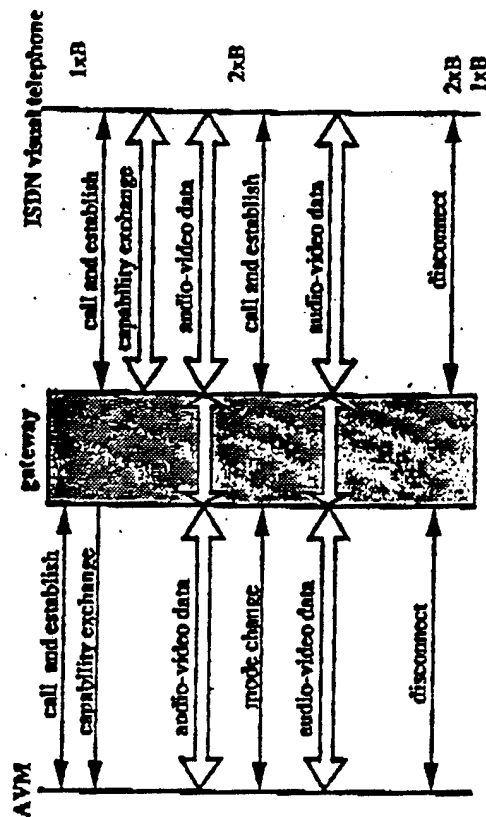 AVM
gateway
ISDN visual telephone
call and establish
capability exchange
call and establish
1xB
capability exchange
audio-video data
audio-video data
mode change
call and establish
2xB
audio-video data
audio-video data
disconnect
disconnect
2xB
1xB